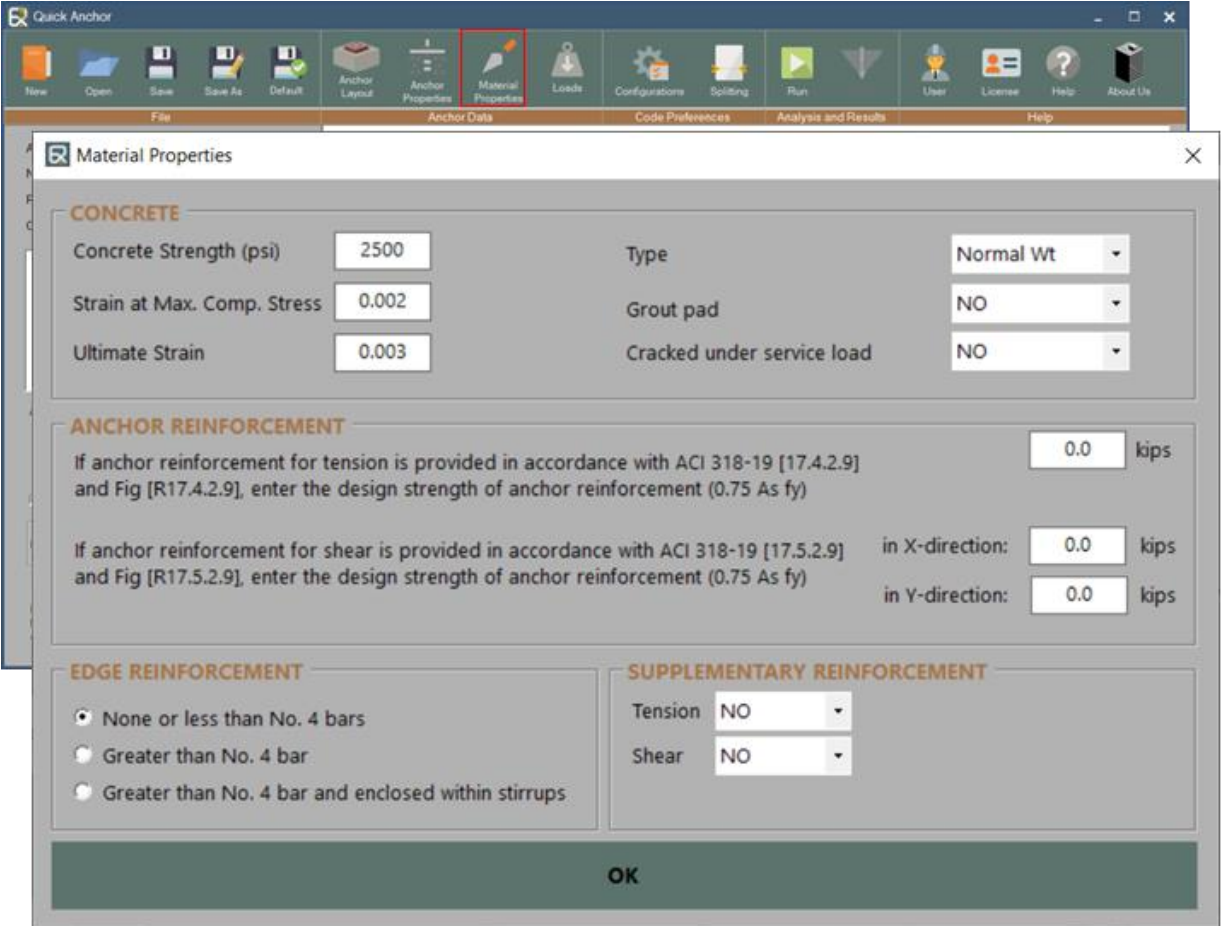 Quick Anchor
New
Open
Save
Save As
Default
Anchor
Layout
Anchor
Properties
Material
Properties
Loads
Configurations
Splitting
Run
User
License
Help
About Us
File
Anchor Data
Code Preferences
Analysis and Results
Help
Material Properties
CONCRETE
Concrete Strength (psi) 2500 Type Normal Wt
Strain at Max. Comp. Stress 0.002 Grout pad NO
Ultimate Strain 0.003 Cracked under service load NO
ANCHOR REINFORCEMENT
If anchor reinforcement for tension is provided in accordance with ACI 318-19 [17.4.2.9] 0.0 kips
and Fig [R17.4.2.9], enter the design strength of anchor reinforcement (0.75 As fy)
If anchor reinforcement for shear is provided in accordance with ACI 318-19 [17.5.2.9] in X-direction: 0.0 kips
and Fig [R17.5.2.9], enter the design strength of anchor reinforcement (0.75 As fy)
in Y-direction: 0.0 kips
EDGE REINFORCEMENT
None or less than No. 4 bars
Greater than No. 4 bar
Greater than No. 4 bar and enclosed within stirrups
SUPPLEMENTARY REINFORCEMENT
Tension NO
Shear NO
OK